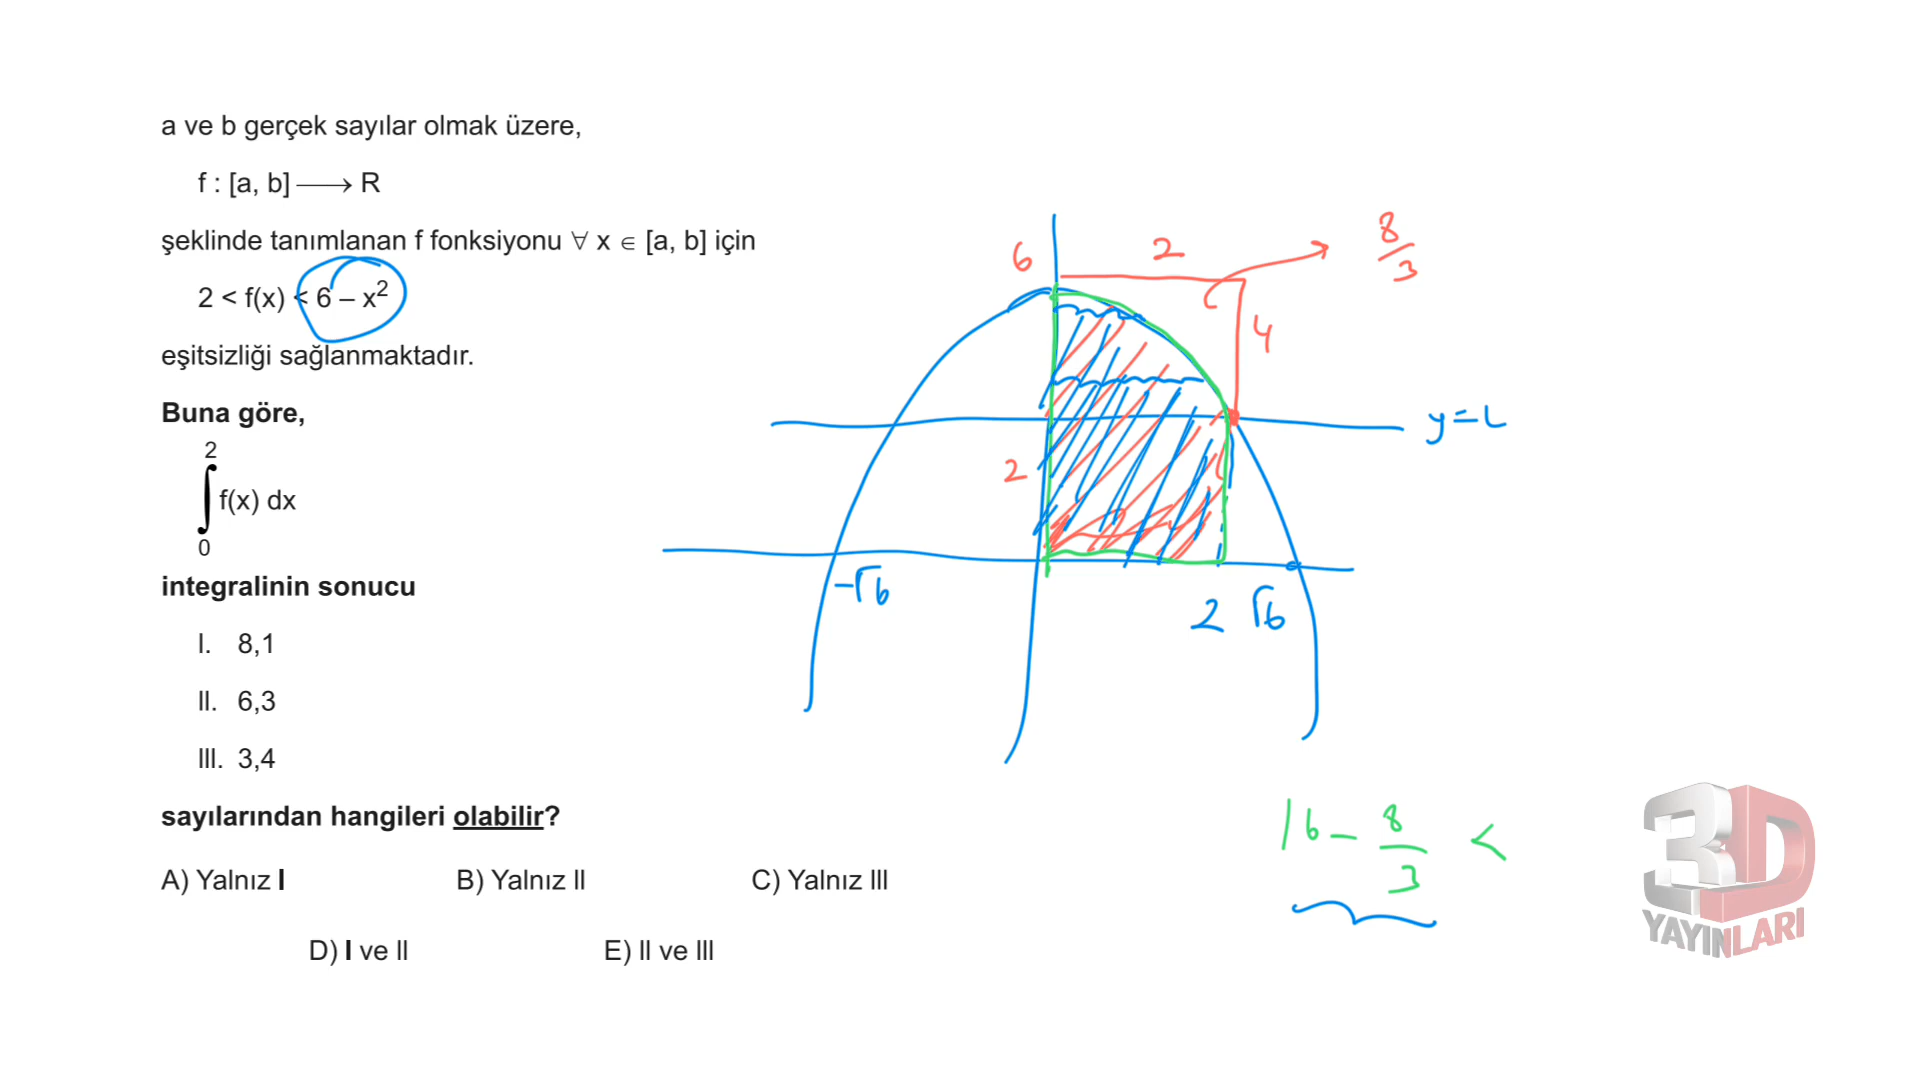 a ve b gerçek sayılar olmak üzere,
f : [a, b] ⟶ R
şeklinde tanımlanan f fonksiyonu ∀ x ∈ [a, b] için
2 < f(x) < 6 – x²
eşitsizliği sağlanmaktadır.
Buna göre,
2
∫ f(x) dx
0
integralinin sonucu
I. 8,1
II. 6,3
III. 3,4
sayılarından hangileri olabilir?
A) Yalnız I B) Yalnız II C) Yalnız III
D) I ve II E) II ve III
6 2 8/3
4
y=L
2
-√6 2 √6
16 - 8/3 <
3D
YAYINLARI